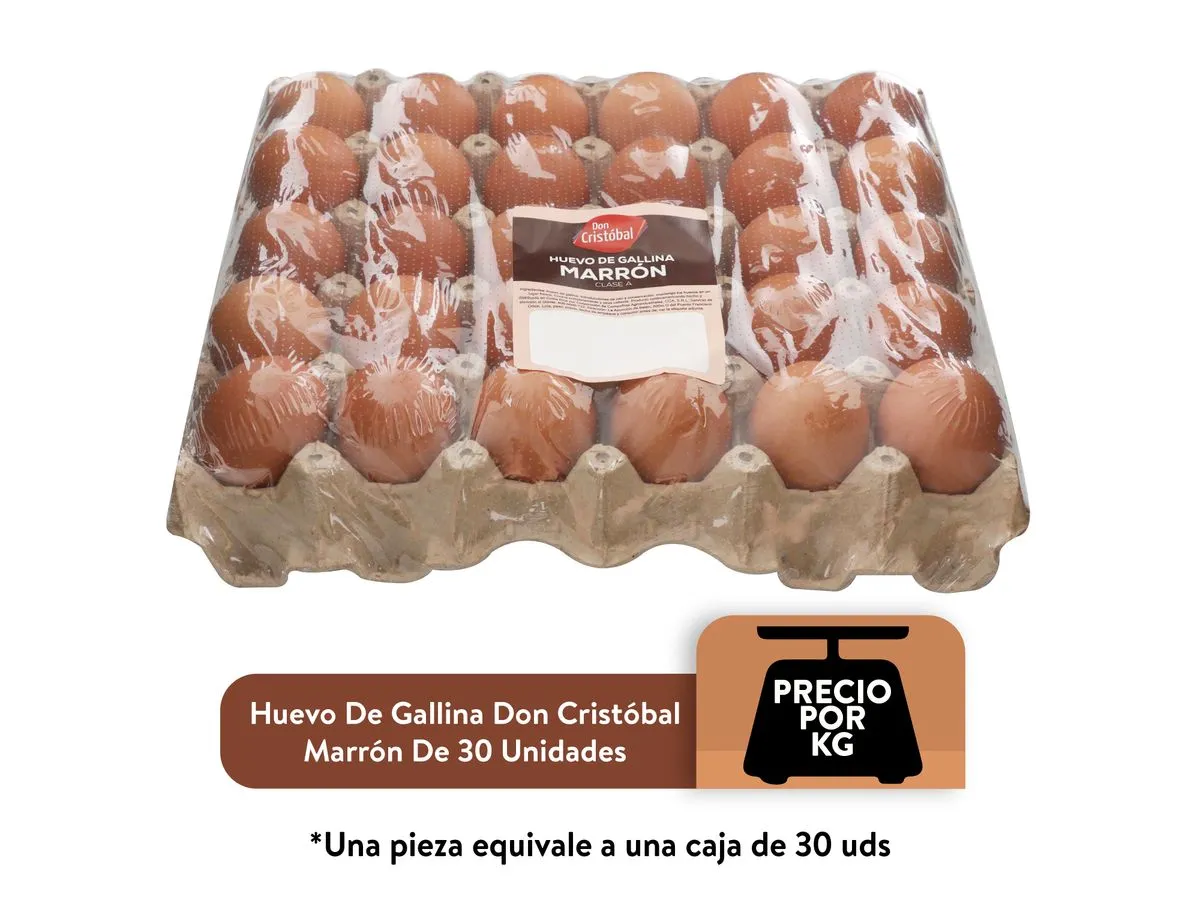 Don
Cristóbal
HUEVO DE GALLINA
MARRÓN
CLASE A
Huevo De Gallina Don Cristóbal
Marrón De 30 Unidades
PRECIO
POR
KG
*Una pieza equivale a una caja de 30 uds